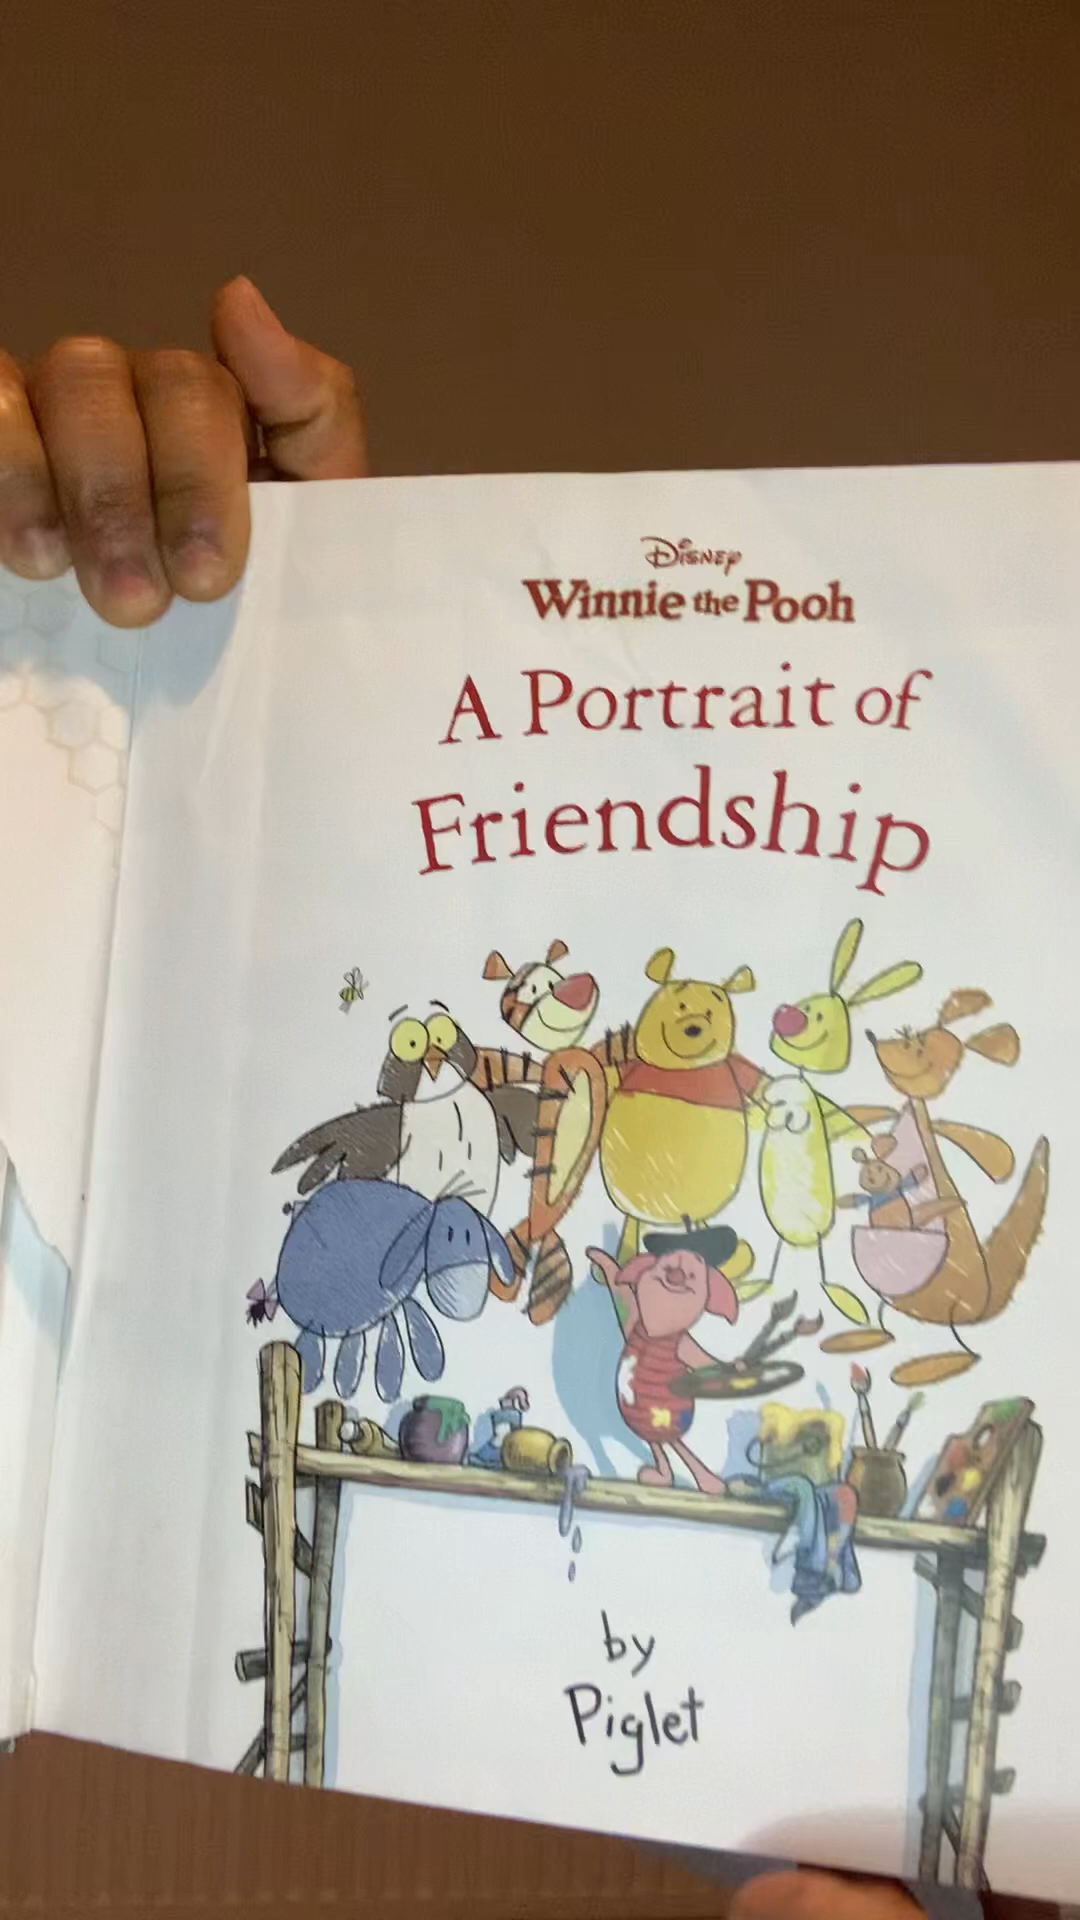 Disney
Winnie the Pooh
A Portrait of
Friendship
by
Piglet